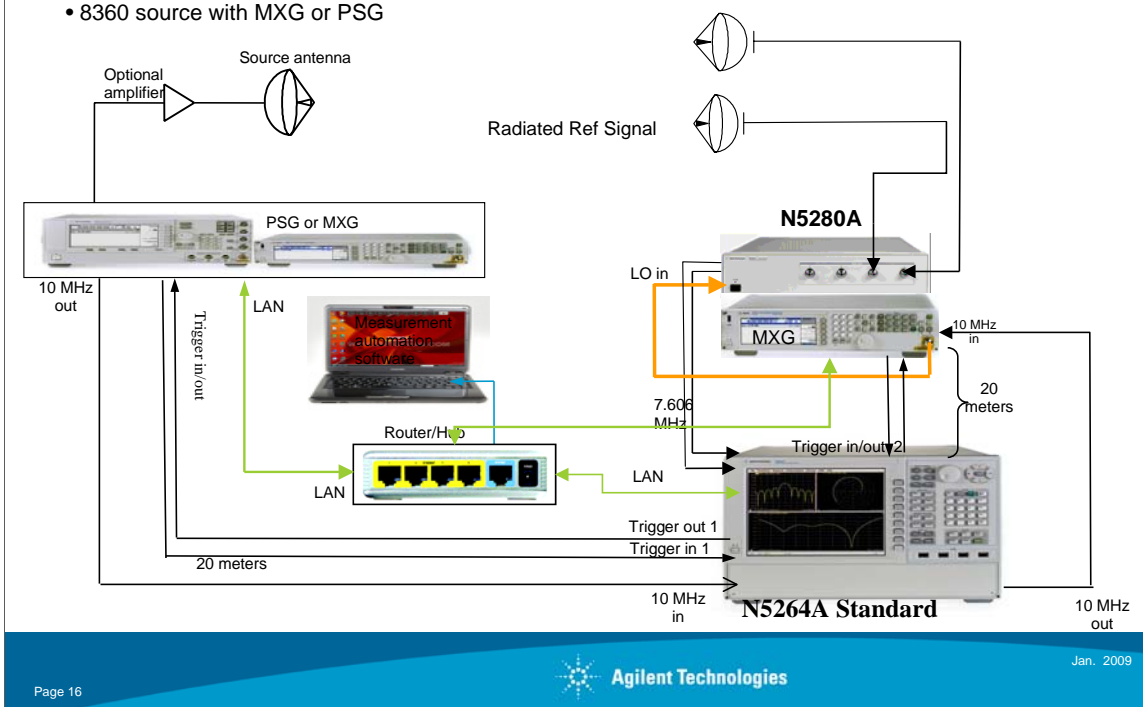 • 8360 source with MXG or PSG
Source antenna
Optional
amplifier
Radiated Ref Signal
N5280A
PSG or MXG
LO in
10 MHz
out
LAN
Trigger in/out
Measurement
automation
software
MXG
10 MHz
in
20
meters
7.606
MHz
Router/Hub
Trigger in/out 2
LAN
LAN
Trigger out 1
Trigger in 1
20 meters
10 MHz
in
N5264A Standard
10 MHz
out
Page 16
Agilent Technologies
Jan. 2009